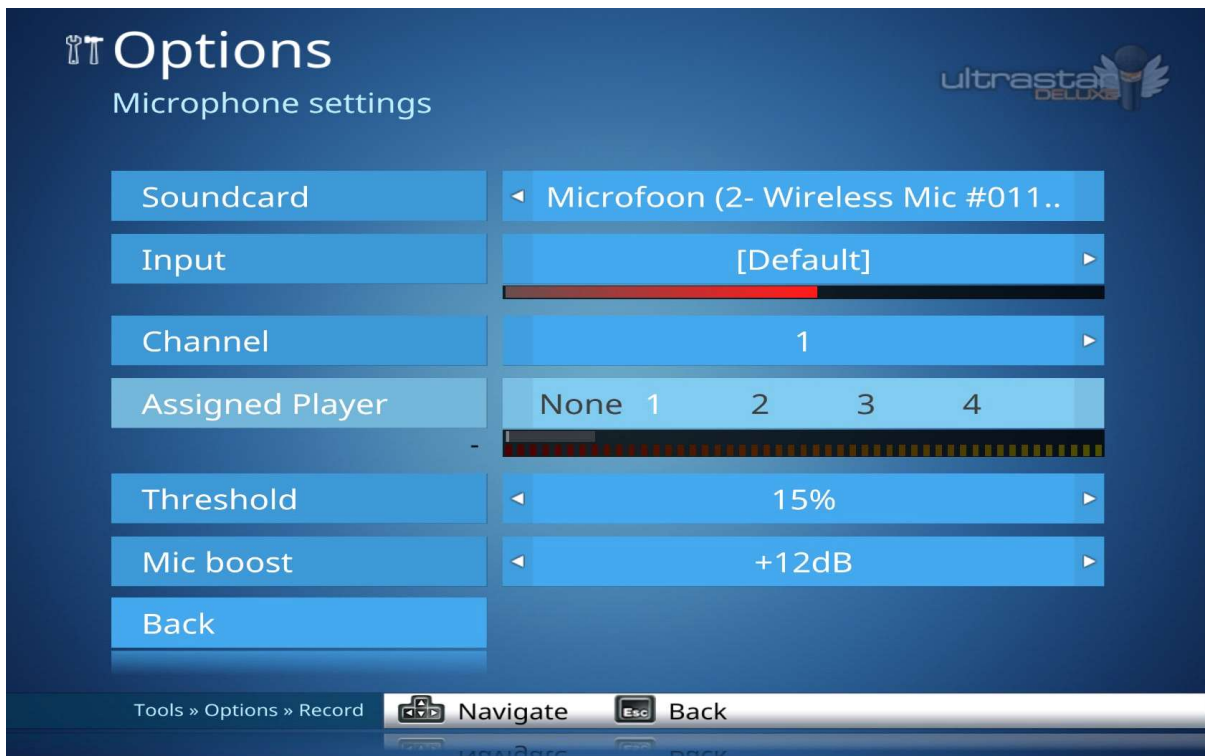 Options
Microphone settings
ultrastar
DELUXE
Soundcard
Microfoon (2- Wireless Mic #011..
Input
[Default]
Channel
1
Assigned Player
None 1 2 3 4
-
Threshold
15%
Mic boost
+12dB
Back
Tools » Options » Record
Navigate
Esc
Back